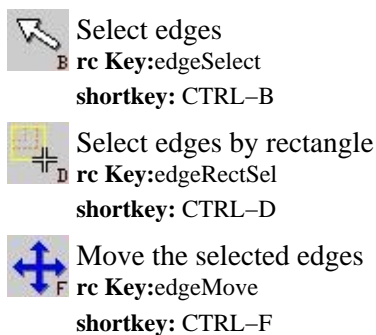 Select edges
B
rc Key:edgeSelect
shortkey: CTRL−B
Select edges by rectangle
D
rc Key:edgeRectSel
shortkey: CTRL−D
Move the selected edges
F
rc Key:edgeMove
shortkey: CTRL−F